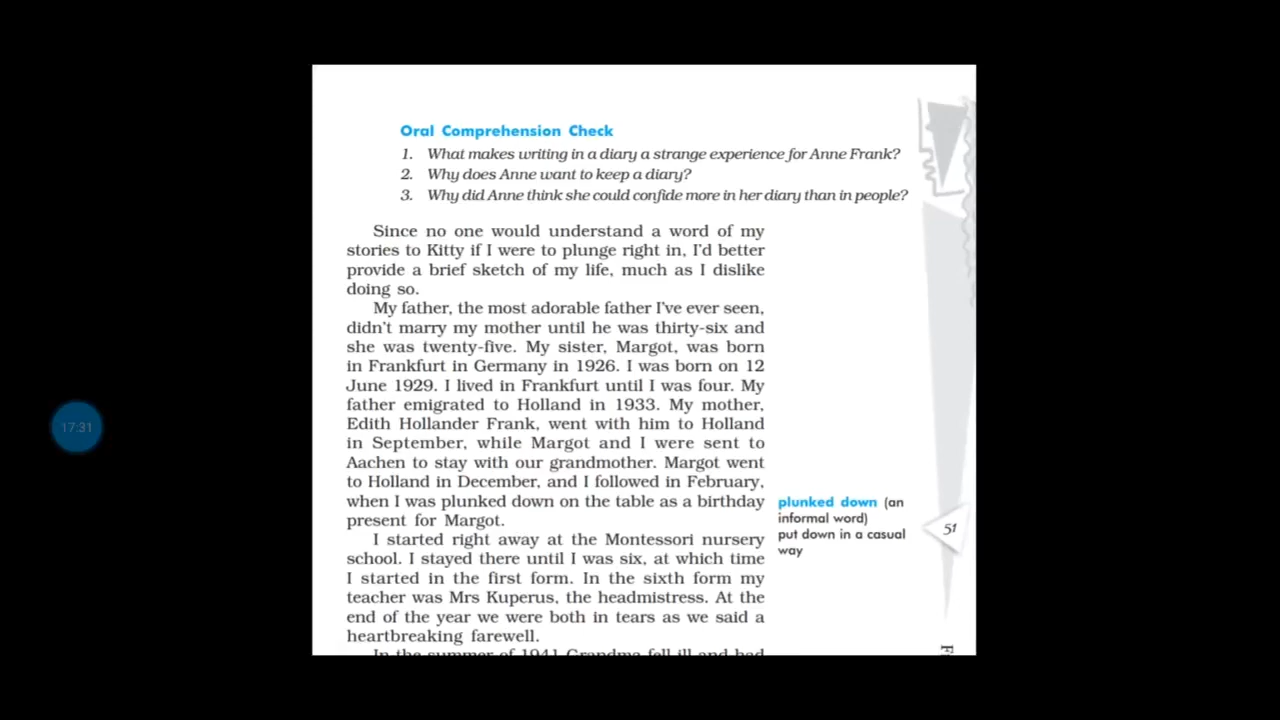 Oral Comprehension Check
1. What makes writing in a diary a strange experience for Anne Frank?
2. Why does Anne want to keep a diary?
3. Why did Anne think she could confide more in her diary than in people?
Since no one would understand a word of my
stories to Kitty if I were to plunge right in, I'd better
provide a brief sketch of my life, much as I dislike
doing so.
My father, the most adorable father I've ever seen,
didn't marry my mother until he was thirty-six and
she was twenty-five. My sister, Margot, was born
in Frankfurt in Germany in 1926. I was born on 12
June 1929. I lived in Frankfurt until I was four. My
father emigrated to Holland in 1933. My mother,
Edith Hollander Frank, went with him to Holland
in September, while Margot and I were sent to
Aachen to stay with our grandmother. Margot went
to Holland in December, and I followed in February,
when I was plunked down on the table as a birthday
present for Margot.
plunked down (an
informal word)
put down in a casual
way
51
I started right away at the Montessori nursery
school. I stayed there until I was six, at which time
I started in the first form. In the sixth form my
teacher was Mrs Kuperus, the headmistress. At the
end of the year we were both in tears as we said a
heartbreaking farewell.
In the summer of 1941 Grandma fell ill and had
17:31